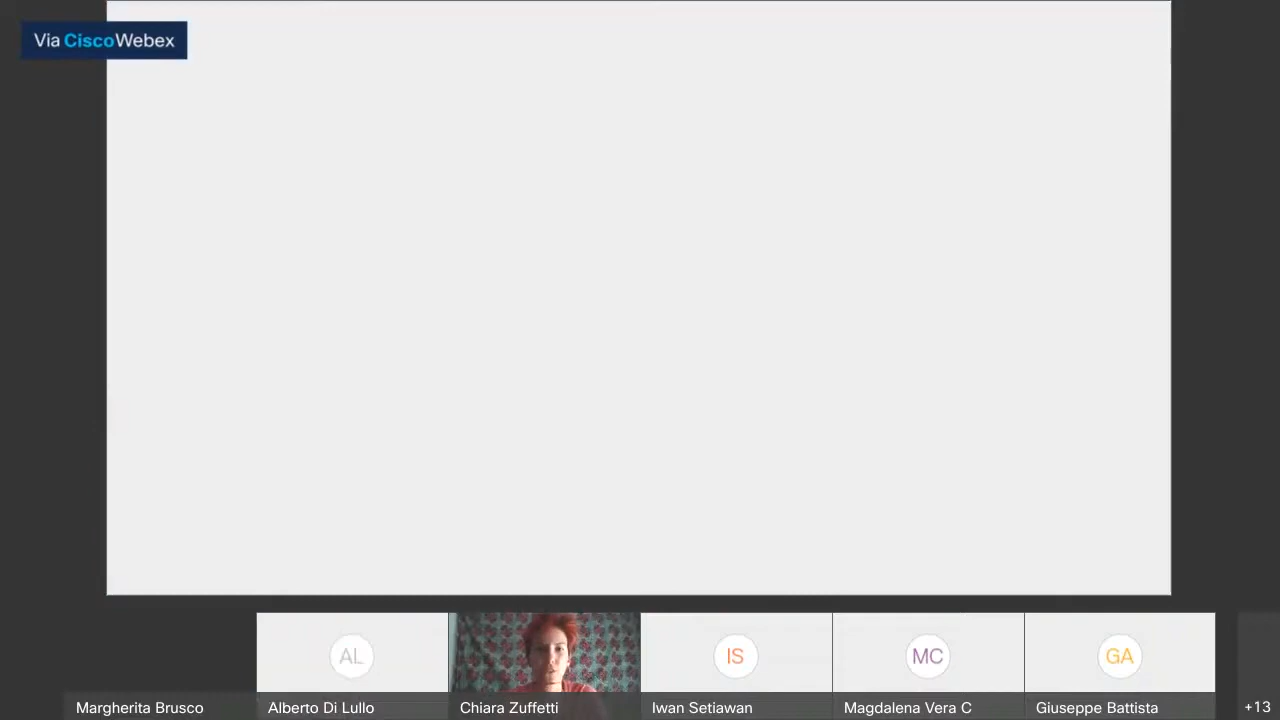 Via CiscoWebex
AL
IS
MC
GA
Margherita Brusco
Alberto Di Lullo
Chiara Zuffetti
Iwan Setiawan
Magdalena Vera C
Giuseppe Battista
+13